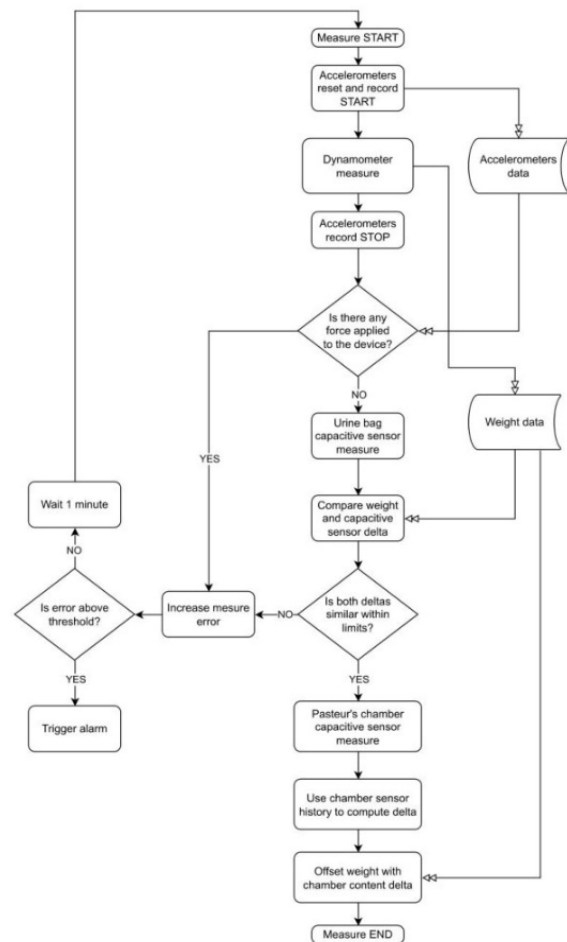 Measure START
Accelerometers
reset and record
START
Dynamometer
measure
Accelerometers
data
Accelerometers
record STOP
Is there any
force applied
to the device?
NO
YES
Urine bag
capacitive sensor
measure
Weight data
Wait 1 minute
Compare weight
and capacitive
sensor delta
NO
Is error above
threshold?
Increase mesure
error
NO
Is both deltas
similar within
limits?
YES
YES
Trigger alarm
Pasteur's chamber
capacitive sensor
measure
Use chamber sensor
history to compute delta
Offset weight with
chamber content delta
Measure END